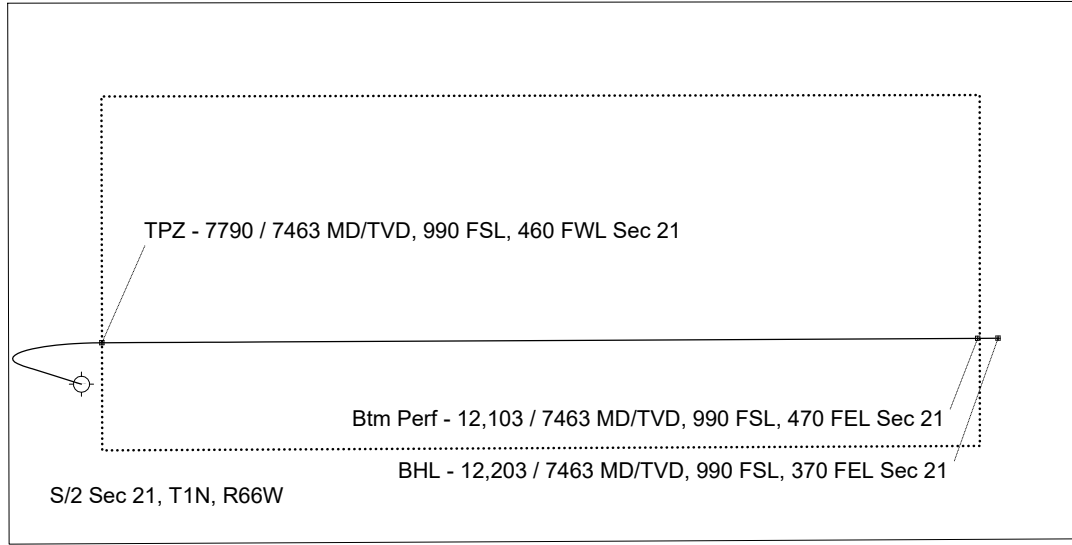 TPZ - 7790 / 7463 MD/TVD, 990 FSL, 460 FWL Sec 21
Btm Perf - 12,103 / 7463 MD/TVD, 990 FSL, 470 FEL Sec 21
BHL - 12,203 / 7463 MD/TVD, 990 FSL, 370 FEL Sec 21
S/2 Sec 21, T1N, R66W